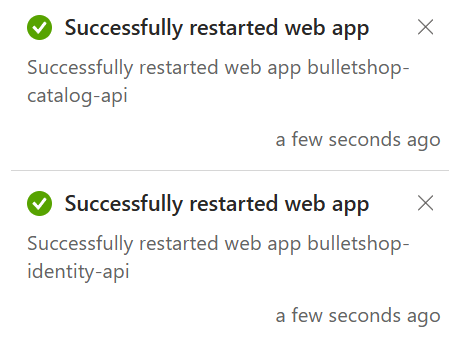 Successfully restarted web app
Successfully restarted web app bulletshop-
catalog-api
a few seconds ago
Successfully restarted web app
Successfully restarted web app bulletshop-
identity-api
a few seconds ago